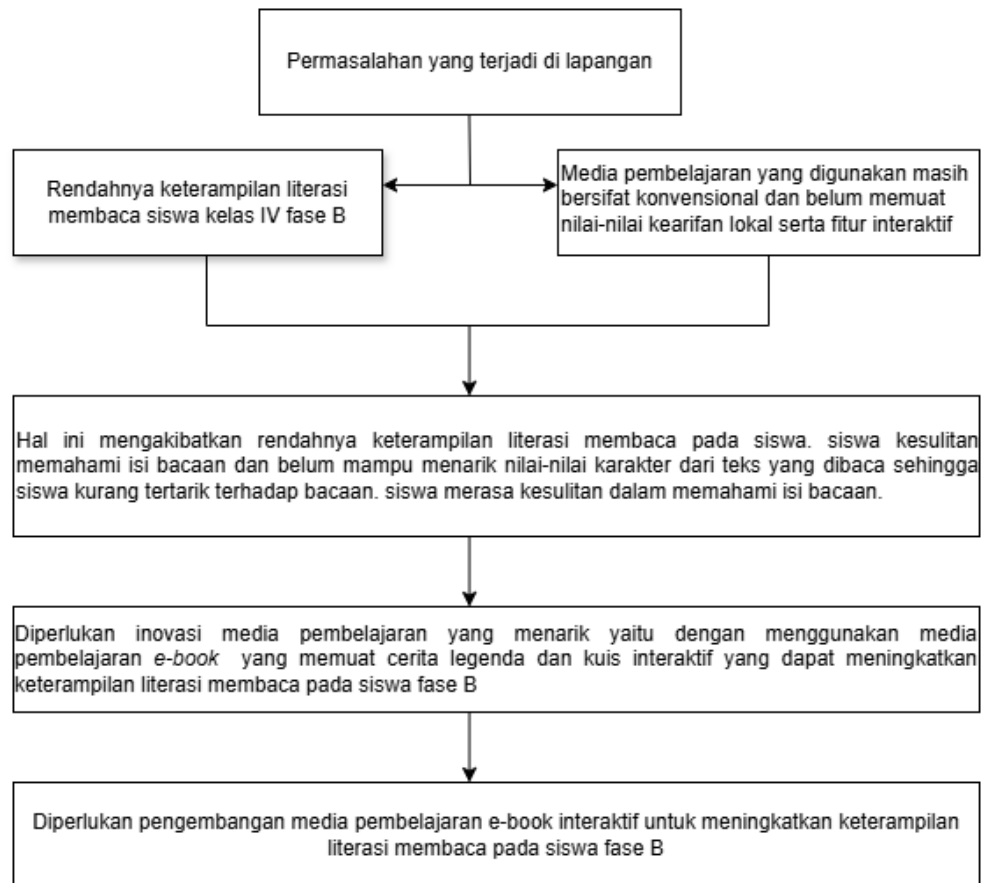 Permasalahan yang terjadi di lapangan
Rendahnya keterampilan literasi
membaca siswa kelas IV fase B
Media pembelajaran yang digunakan masih
bersifat konvensional dan belum memuat
nilai-nilai kearifan lokal serta fitur interaktif
Hal ini mengakibatkan rendahnya keterampilan literasi membaca pada siswa. siswa kesulitan
memahami isi bacaan dan belum mampu menarik nilai-nilai karakter dari teks yang dibaca sehingga
siswa kurang tertarik terhadap bacaan. siswa merasa kesulitan dalam memahami isi bacaan.
Diperlukan inovasi media pembelajaran yang menarik yaitu dengan menggunakan media
pembelajaran e-book yang memuat cerita legenda dan kuis interaktif yang dapat meningkatkan
keterampilan literasi membaca pada siswa fase B
Diperlukan pengembangan media pembelajaran e-book interaktif untuk meningkatkan keterampilan
literasi membaca pada siswa fase B